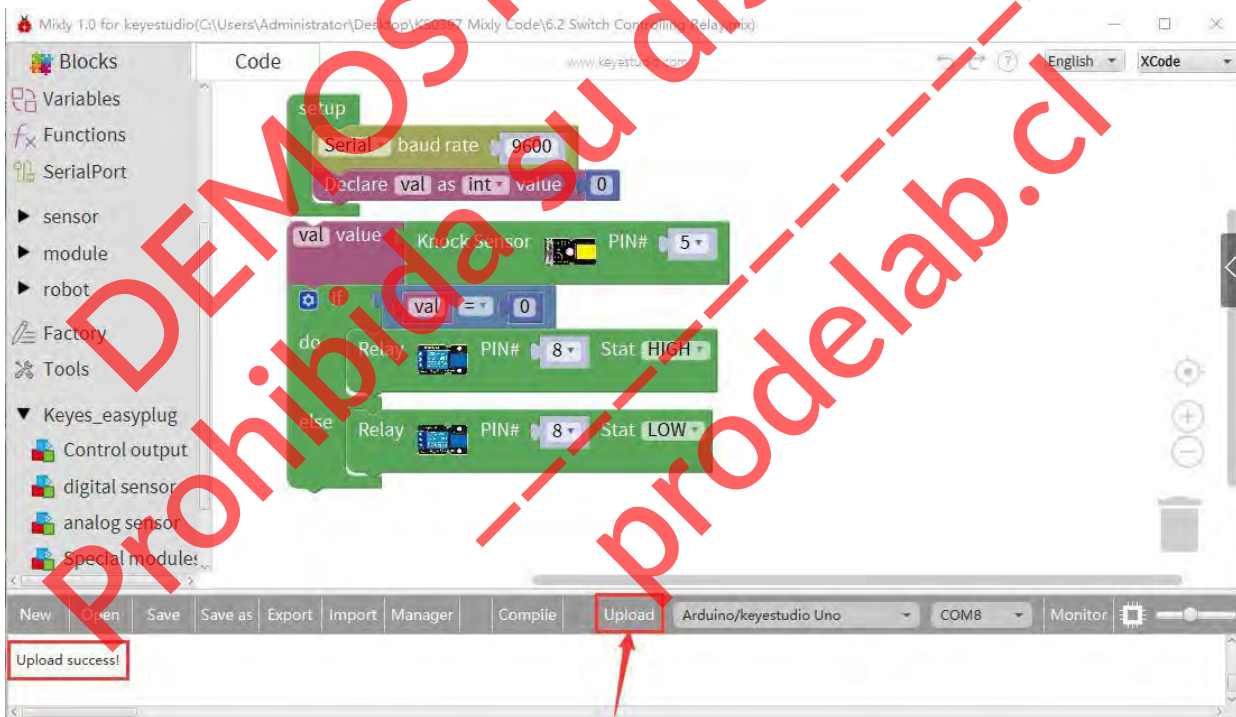 Mixly 1.0 for keyestudio(C:\Users\Administrator\Desktop\KS0397 Mixly Code\6.2 Switch Controlling Relay.mix)
Blocks
Code
www.keyestudio.com
English
XCode
Variables
Functions
SerialPort
sensor
module
robot
Factory
Tools
Keyes_easyplug
Control output
digital sensor
analog sensor
Special modules
setup
Serial baud rate 9600
Declare val as int value 0
val value Knock Sensor PIN# 5
if val = 0
do Relay PIN# 8 Stat HIGH
else Relay PIN# 8 Stat LOW
New Open Save Save as Export Import Manager Compile Upload Arduino/keyestudio Uno COM8 Monitor
Upload success!
DEMOS
Prohibida su dis
prodelab.cl